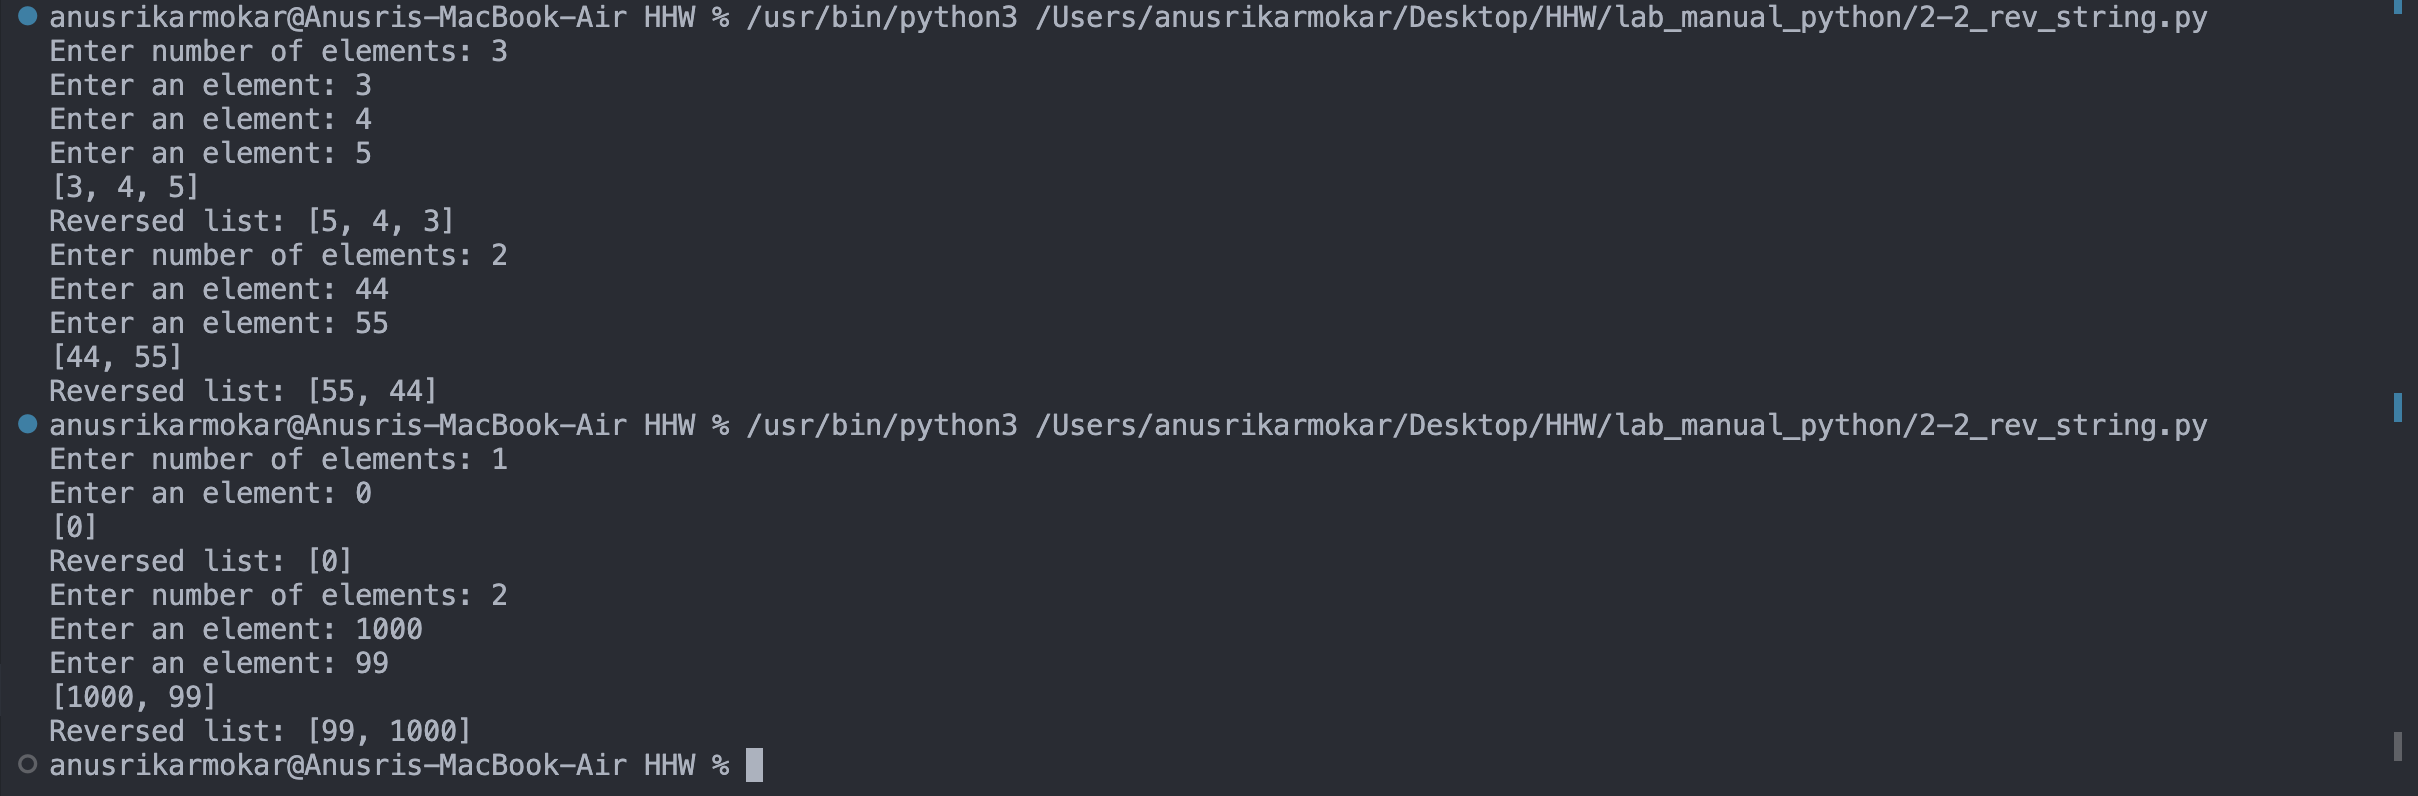 anusrikarmokar@Anusris-MacBook-Air HHW % /usr/bin/python3 /Users/anusrikarmokar/Desktop/HHW/lab_manual_python/2-2_rev_string.py
Enter number of elements: 3
Enter an element: 3
Enter an element: 4
Enter an element: 5
[3, 4, 5]
Reversed list: [5, 4, 3]
Enter number of elements: 2
Enter an element: 44
Enter an element: 55
[44, 55]
Reversed list: [55, 44]
anusrikarmokar@Anusris-MacBook-Air HHW % /usr/bin/python3 /Users/anusrikarmokar/Desktop/HHW/lab_manual_python/2-2_rev_string.py
Enter number of elements: 1
Enter an element: 0
[0]
Reversed list: [0]
Enter number of elements: 2
Enter an element: 1000
Enter an element: 99
[1000, 99]
Reversed list: [99, 1000]
anusrikarmokar@Anusris-MacBook-Air HHW %